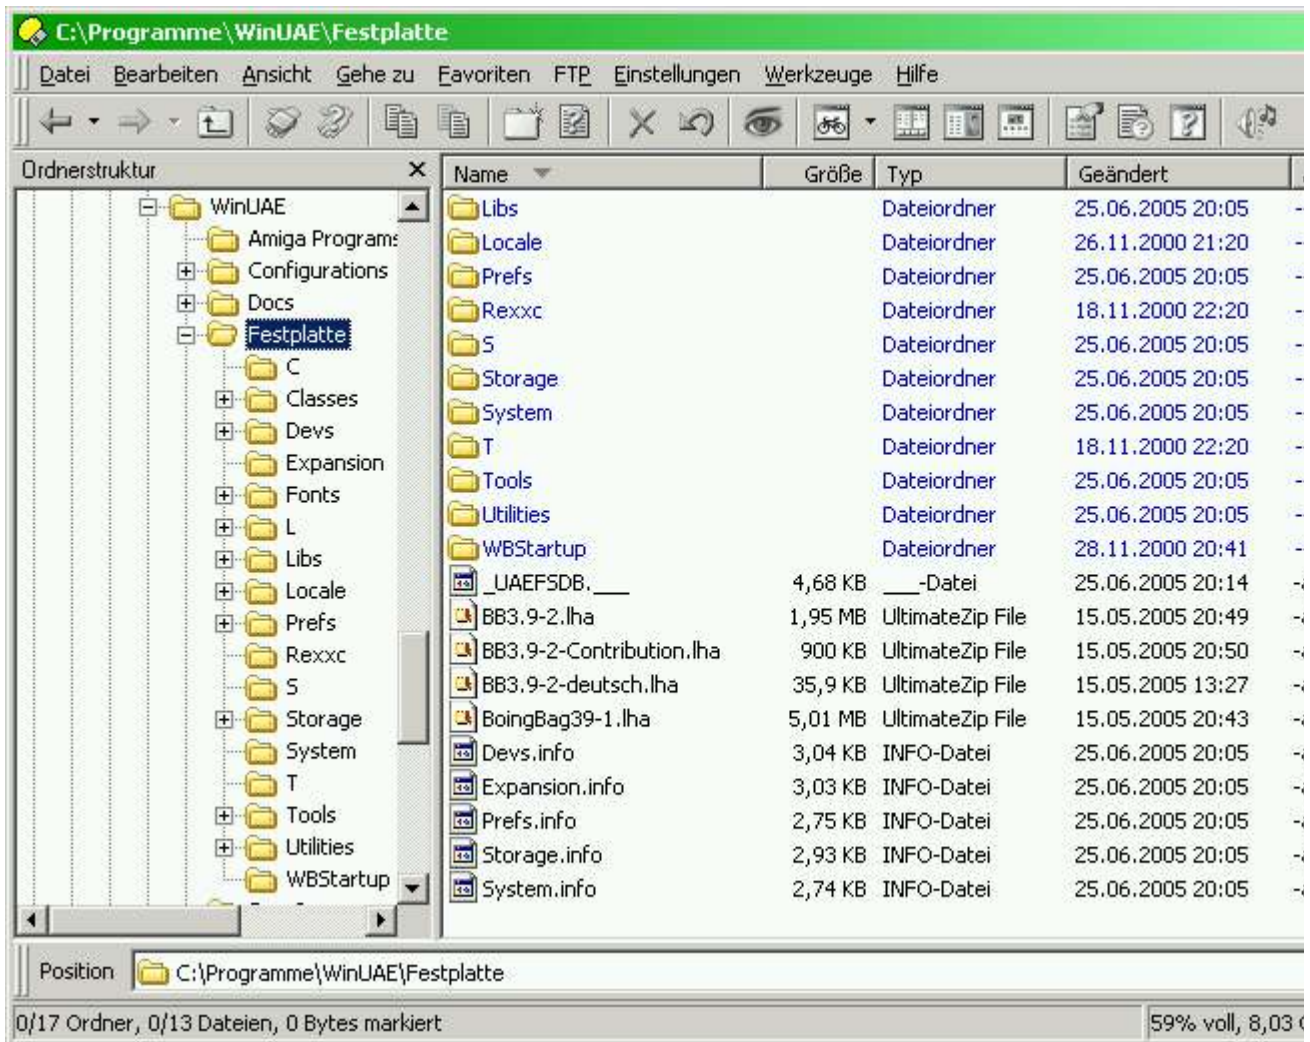 C:\Programme\WinUAE\Festplatte
Datei Bearbeiten Ansicht Gehe zu Favoriten FTP Einstellungen Werkzeuge Hilfe
Ordnerstruktur
WinUAE
Amiga Programs
Configurations
Docs
Festplatte
C
Classes
Devs
Expansion
Fonts
L
Libs
Locale
Prefs
Rexxc
S
Storage
System
T
Tools
Utilities
WBStartup
Name Größe Typ Geändert
Libs Dateiordner 25.06.2005 20:05
Locale Dateiordner 26.11.2000 21:20
Prefs Dateiordner 25.06.2005 20:05
Rexxc Dateiordner 18.11.2000 22:20
S Dateiordner 25.06.2005 20:05
Storage Dateiordner 25.06.2005 20:05
System Dateiordner 25.06.2005 20:05
T Dateiordner 18.11.2000 22:20
Tools Dateiordner 25.06.2005 20:05
Utilities Dateiordner 25.06.2005 20:05
WBStartup Dateiordner 28.11.2000 20:41
_UAEFSDB.___ 4,68 KB ___-Datei 25.06.2005 20:14
BB3.9-2.lha 1,95 MB UltimateZip File 15.05.2005 20:49
BB3.9-2-Contribution.lha 900 KB UltimateZip File 15.05.2005 20:50
BB3.9-2-deutsch.lha 35,9 KB UltimateZip File 15.05.2005 13:27
BoingBag39-1.lha 5,01 MB UltimateZip File 15.05.2005 20:43
Devs.info 3,04 KB INFO-Datei 25.06.2005 20:05
Expansion.info 3,03 KB INFO-Datei 25.06.2005 20:05
Prefs.info 2,75 KB INFO-Datei 25.06.2005 20:05
Storage.info 2,93 KB INFO-Datei 25.06.2005 20:05
System.info 2,74 KB INFO-Datei 25.06.2005 20:05
Position C:\Programme\WinUAE\Festplatte
0/17 Ordner, 0/13 Dateien, 0 Bytes markiert 59% voll, 8,03